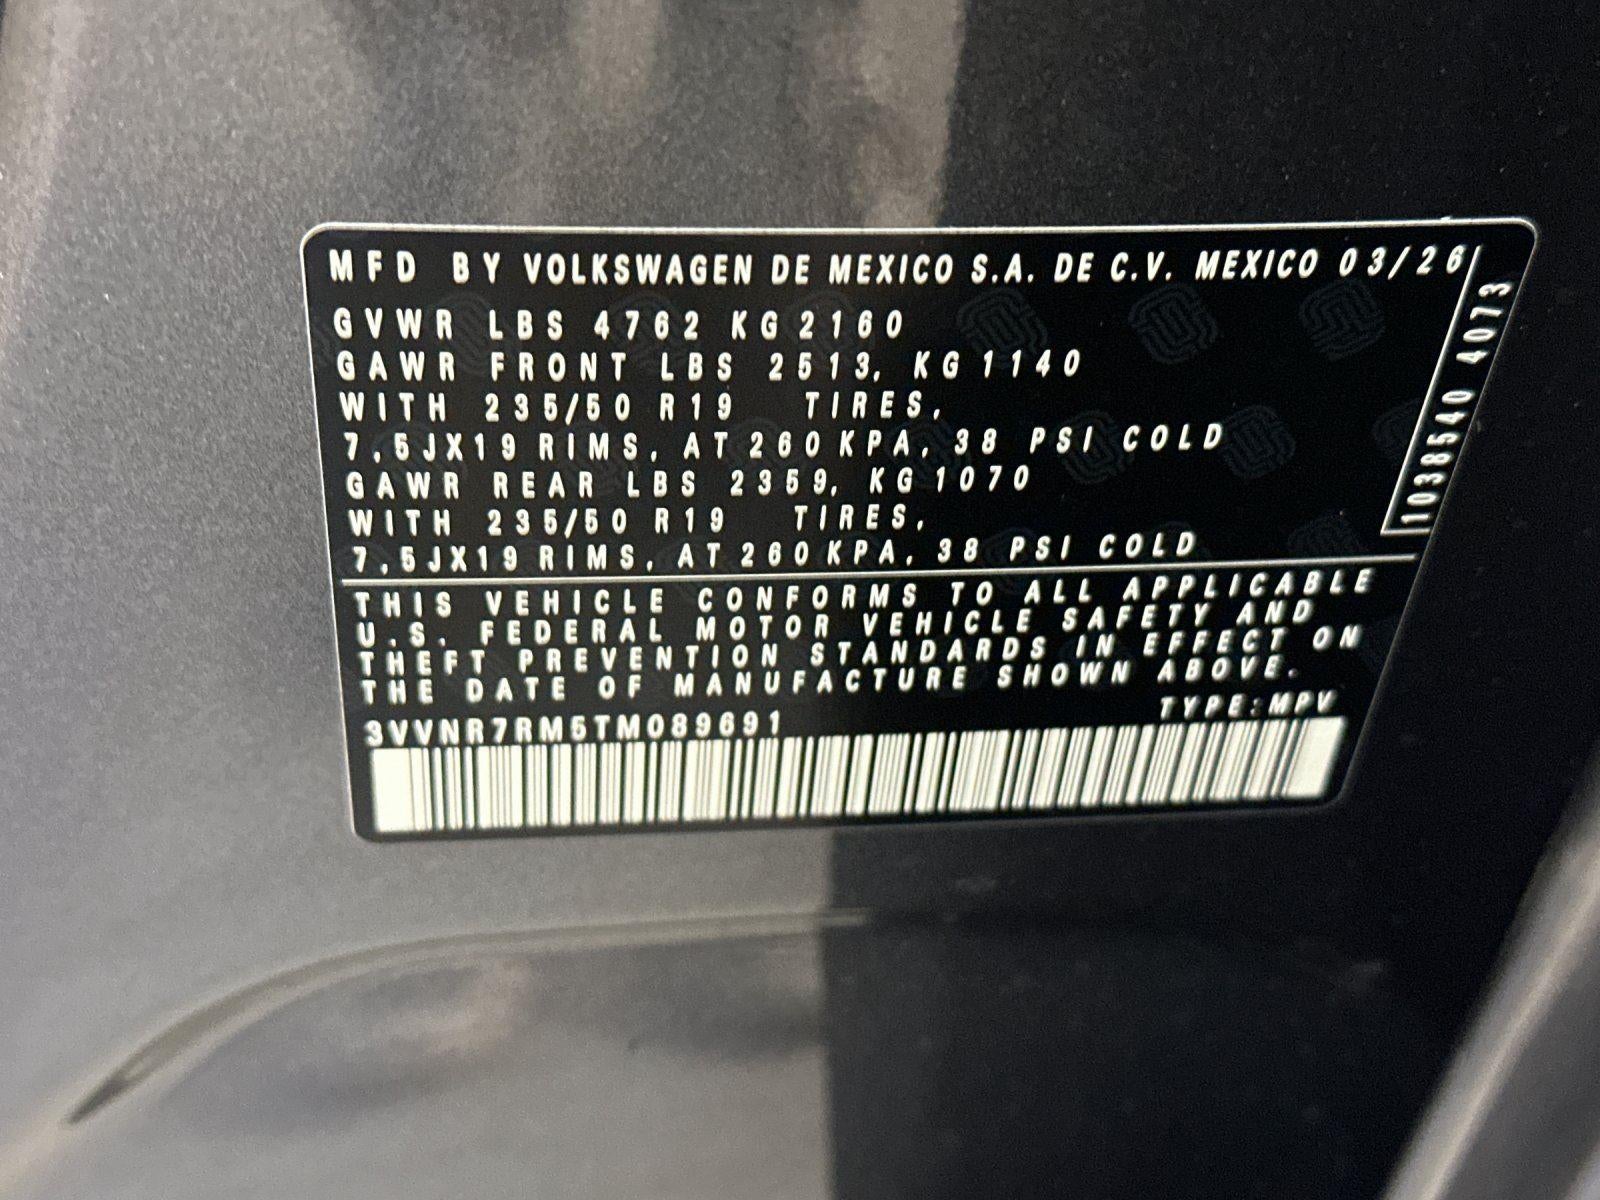 MFD BY VOLKSWAGEN DE MEXICO S.A. DE C.V. MEXICO 03/26
GVWR LBS 4762 KG 2160
GAWR FRONT LBS 2513, KG 1140
WITH 235/50 R19 TIRES,
7,5JX19 RIMS, AT 260 KPA, 38 PSI COLD
GAWR REAR LBS 2359, KG 1070
WITH 235/50 R19 TIRES,
7,5JX19 RIMS, AT 260 KPA, 38 PSI COLD
1038540 4073
THIS VEHICLE CONFORMS TO ALL APPLICABLE
U.S. FEDERAL MOTOR VEHICLE SAFETY AND
THEFT PREVENTION STANDARDS IN EFFECT ON
THE DATE OF MANUFACTURE SHOWN ABOVE.
3VVNR7RM5TM089691 TYPE:MPV